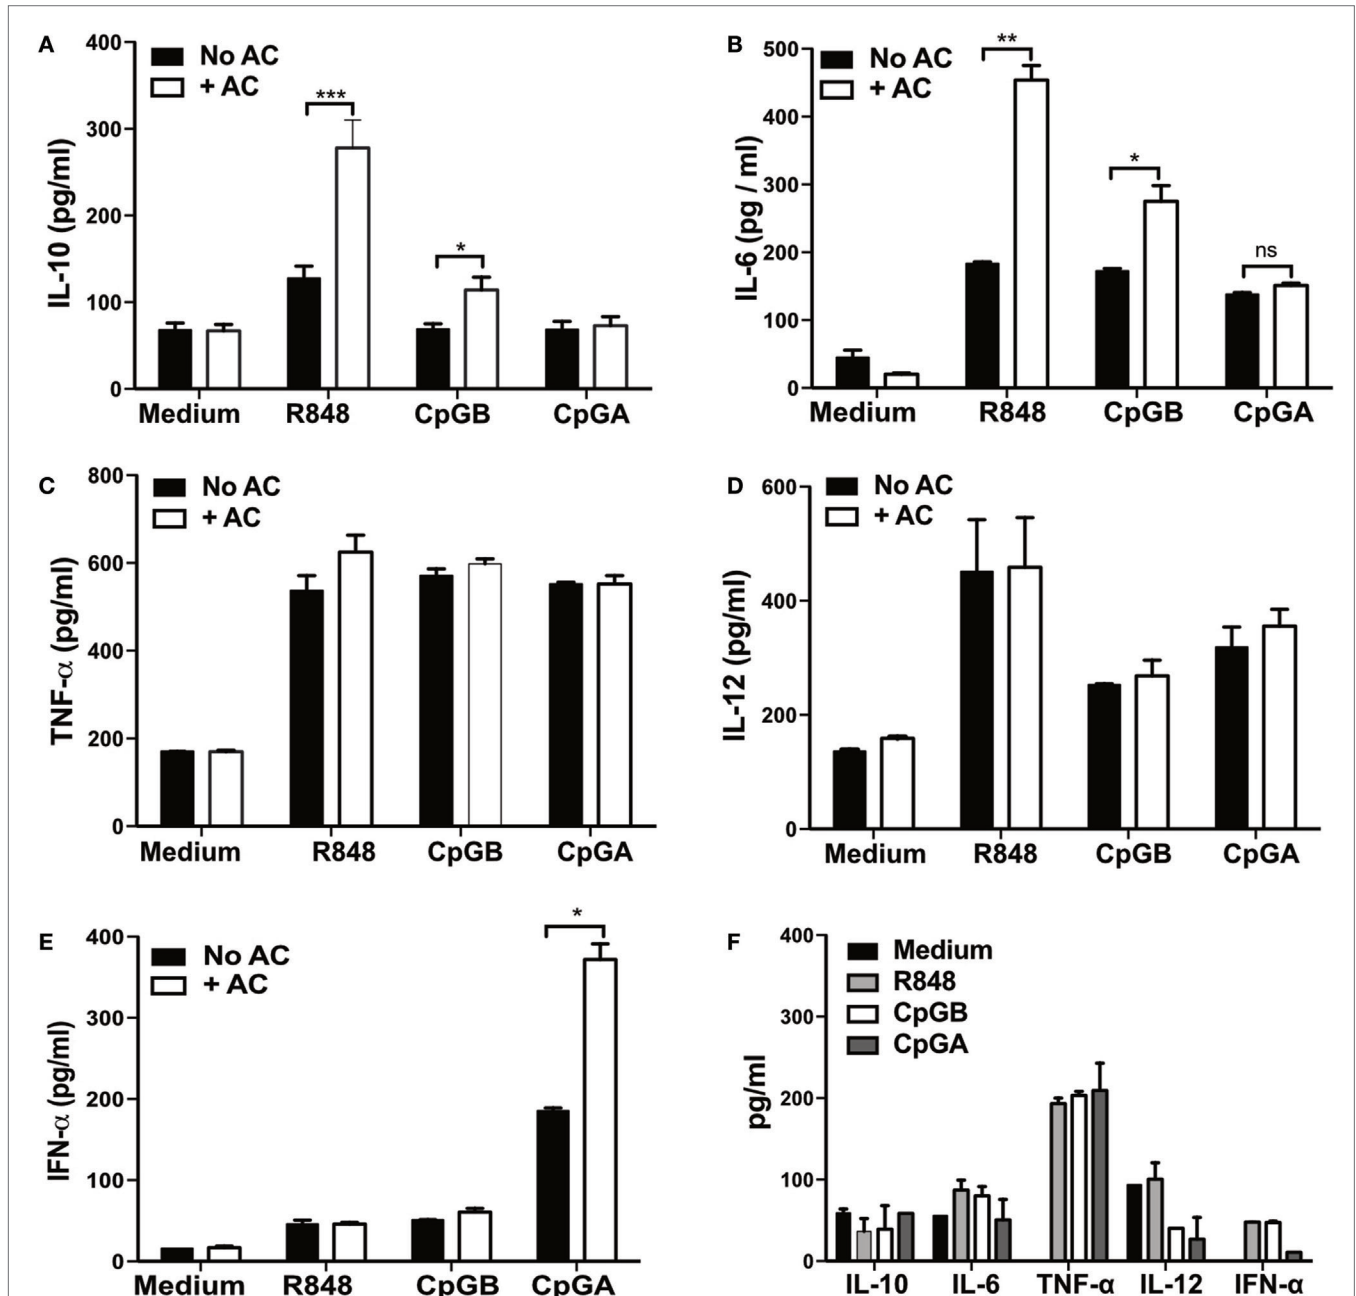 A
400
300
200
100
0
IL-10 (pg/ml)
No AC
+ AC
***
*
Medium R848 CpGB CpGA
B
500
400
300
200
100
0
IL-6 (pg / ml)
No AC
+ AC
**
*
ns
Medium R848 CpGB CpGA
C
800
600
400
200
0
TNF-α (pg/ml)
No AC
+ AC
Medium R848 CpGB CpGA
D
600
400
200
0
IL-12 (pg/ml)
No AC
+ AC
Medium R848 CpGB CpGA
E
400
300
200
100
0
IFN-α (pg/ml)
No AC
+ AC
*
Medium R848 CpGB CpGA
F
400
300
200
100
0
pg/ml
Medium
R848
CpGB
CpGA
IL-10 IL-6 TNF-α IL-12 IFN-α